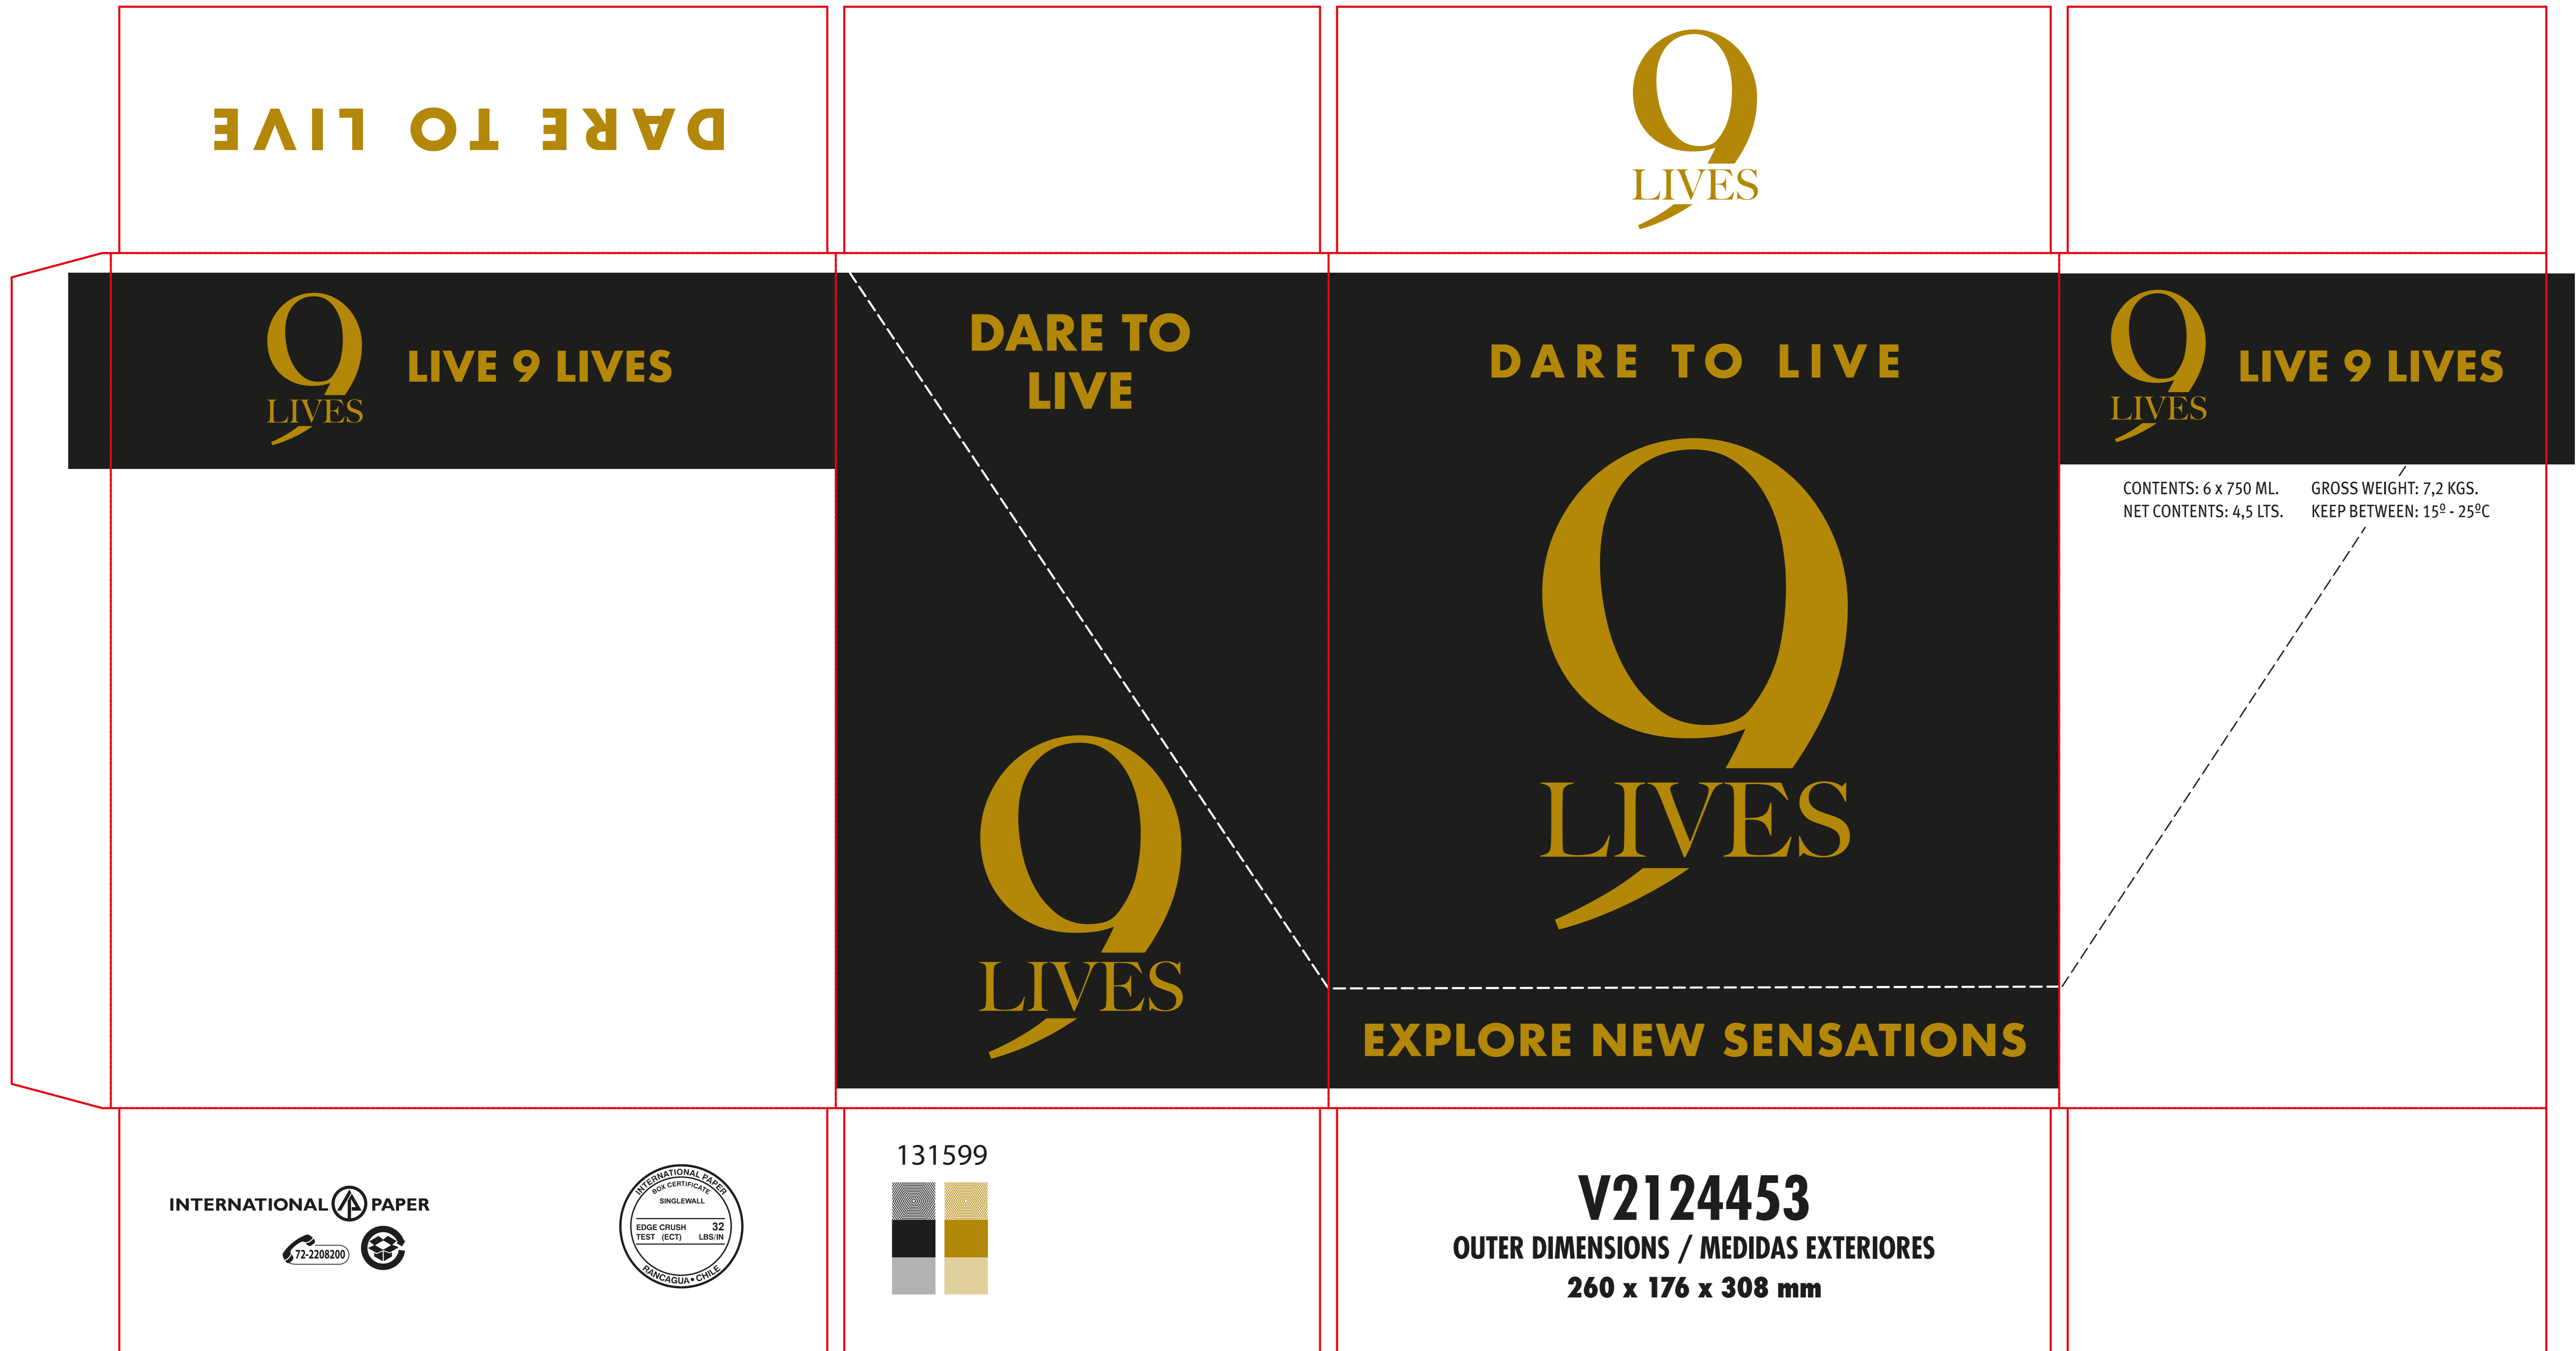 DARE TO LIVE
9
LIVES
9
LIVES
LIVE 9 LIVES
DARE TO
LIVE
9
LIVES
DARE TO LIVE
9
LIVES
EXPLORE NEW SENSATIONS
9
LIVES
LIVE 9 LIVES
CONTENTS: 6 x 750 ML. GROSS WEIGHT: 7,2 KGS.
NET CONTENTS: 4,5 LTS. KEEP BETWEEN: 15º - 25ºC
INTERNATIONAL PAPER
72-2208200
INTERNATIONAL PAPER
BOX CERTIFICATE
SINGLEWALL
EDGE CRUSH 32
TEST (ECT) LBS/IN
RANCAGUA • CHILE
131599
V2124453
OUTER DIMENSIONS / MEDIDAS EXTERIORES
260 x 176 x 308 mm